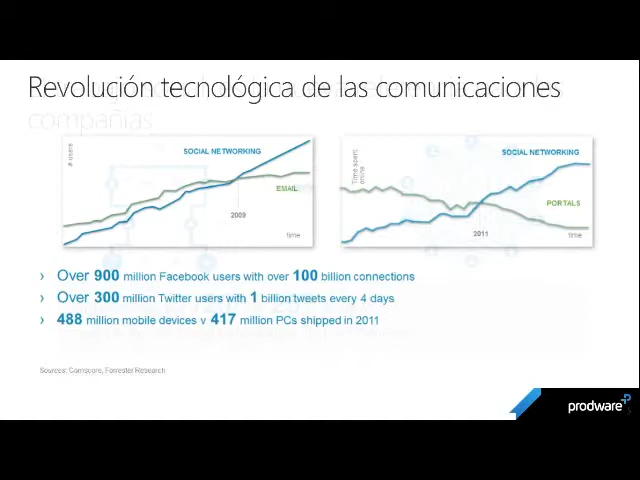 Revolución tecnológica de las comunicaciones
compañías
# users
SOCIAL NETWORKING
EMAIL
2009
time
Time spent
online
SOCIAL NETWORKING
PORTALS
2011
time
› Over 900 million Facebook users with over 100 billion connections
› Over 300 million Twitter users with 1 billion tweets every 4 days
› 488 million mobile devices v 417 million PCs shipped in 2011
Sources: Comscore, Forrester Research
prodware